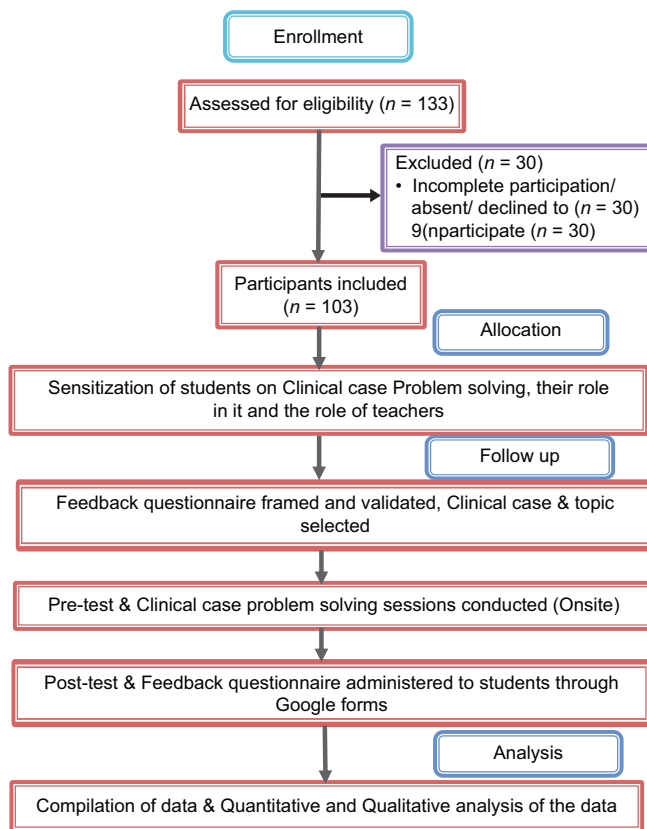 Enrollment
Assessed for eligibility (n = 133)
Excluded (n = 30)
• Incomplete participation/
absent/ declined to (n = 30)
9(nparticipate (n = 30)
Participants included
(n = 103)
Allocation
Sensitization of students on Clinical case Problem solving, their role
in it and the role of teachers
Follow up
Feedback questionnaire framed and validated, Clinical case & topic
selected
Pre-test & Clinical case problem solving sessions conducted (Onsite)
Post-test & Feedback questionnaire administered to students through
Google forms
Analysis
Compilation of data & Quantitative and Qualitative analysis of the data